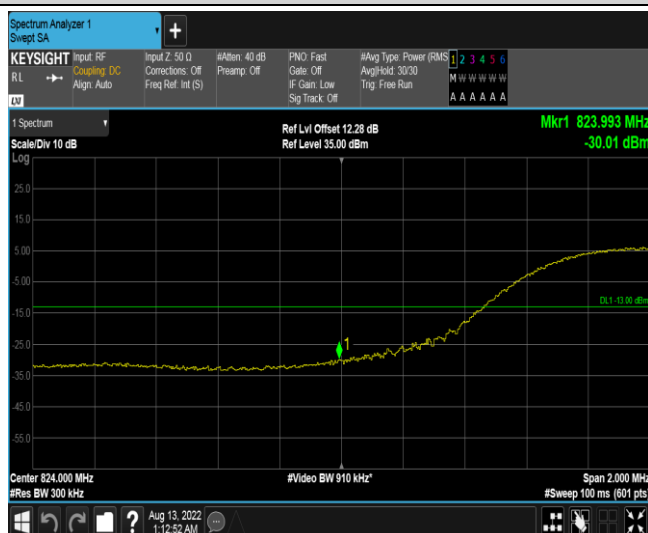 Spectrum Analyzer 1
Swept SA
+
KEYSIGHT Input: RF Input Z: 50 Ω #Atten: 40 dB PNO: Fast #Avg Type: Power (RMS 1 2 3 4 5 6
RL Coupling: DC Corrections: Off Preamp: Off Gate: Off Avg|Hold: 30/30 M W W W W W
Align: Auto Freq Ref: Int (S) IF Gain: Low Trig: Free Run
Sig Track: Off A A A A A A
LXI
1 Spectrum Ref Lvl Offset 12.28 dB Mkr1 823.993 MHz
Scale/Div 10 dB Ref Level 35.00 dBm -30.01 dBm
Log
25.0
15.0
5.00
-5.00
DL1 -13.00 dBm
-15.0
-25.0
1
-35.0
-45.0
-55.0
Center 824.000 MHz #Video BW 910 kHz* Span 2.000 MHz
#Res BW 300 kHz #Sweep 100 ms (601 pts)
? Aug 13, 2022
1:12:52 AM